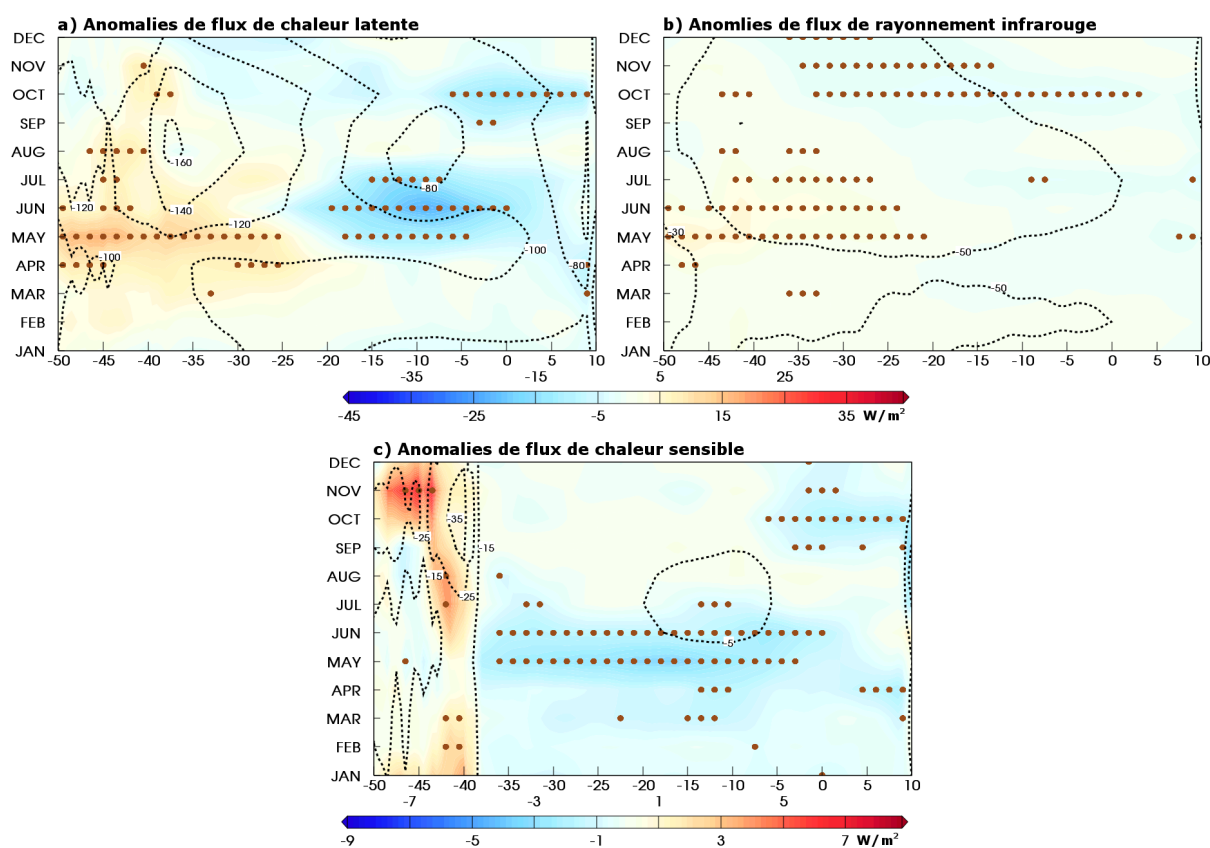 a) Anomalies de flux de chaleur latente
b) Anomlies de flux de rayonnement infrarouge
DEC
NOV
OCT
SEP
AUG
JUL
JUN
MAY
APR
MAR
FEB
JAN
-160
-140
-120
-120
-100
-80
-100
-80
-50 -45 -40 -35 -30 -25 -20 -15 -10 -5 0 5 10
DEC
NOV
OCT
SEP
AUG
JUL
JUN
MAY
APR
MAR
FEB
JAN
-30
-50
-50
-50 -45 -40 -35 -30 -25 -20 -15 -10 -5 0 5 10
-35 -15 5 25
-45 -25 -5 15 35 W/m²
c) Anomalies de flux de chaleur sensible
DEC
NOV
OCT
SEP
AUG
JUL
JUN
MAY
APR
MAR
FEB
JAN
-35
-25
-15
-15
-25
-5
-50 -45 -40 -35 -30 -25 -20 -15 -10 -5 0 5 10
-7 -3 1 5
-9 -5 -1 3 7 W/m²